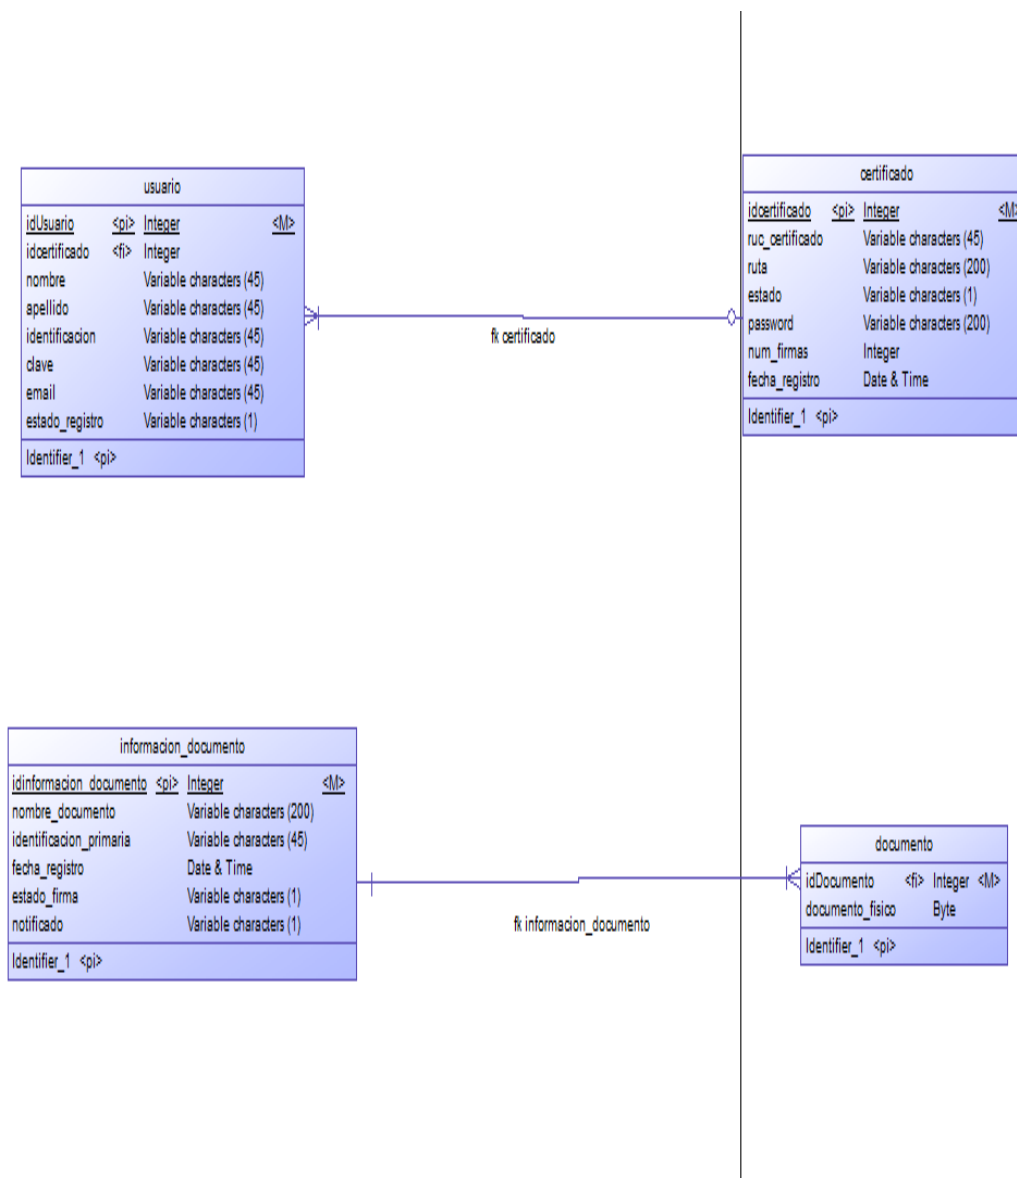 usuario
idUsuario <pi> Integer <M>
idcertificado <fi> Integer
nombre Variable characters (45)
apellido Variable characters (45)
identificacion Variable characters (45)
clave Variable characters (45)
email Variable characters (45)
estado_registro Variable characters (1)
Identifier_1 <pi>
fk certificado
certificado
idcertificado <pi> Integer <M>
ruc_certificado Variable characters (45)
ruta Variable characters (200)
estado Variable characters (1)
password Variable characters (200)
num_firmas Integer
fecha_registro Date & Time
Identifier_1 <pi>
informacion_documento
idinformacion_documento <pi> Integer <M>
nombre_documento Variable characters (200)
identificacion_primaria Variable characters (45)
fecha_registro Date & Time
estado_firma Variable characters (1)
notificado Variable characters (1)
Identifier_1 <pi>
fk informacion_documento
documento
idDocumento <fi> Integer <M>
documento_fisico Byte
Identifier_1 <pi>